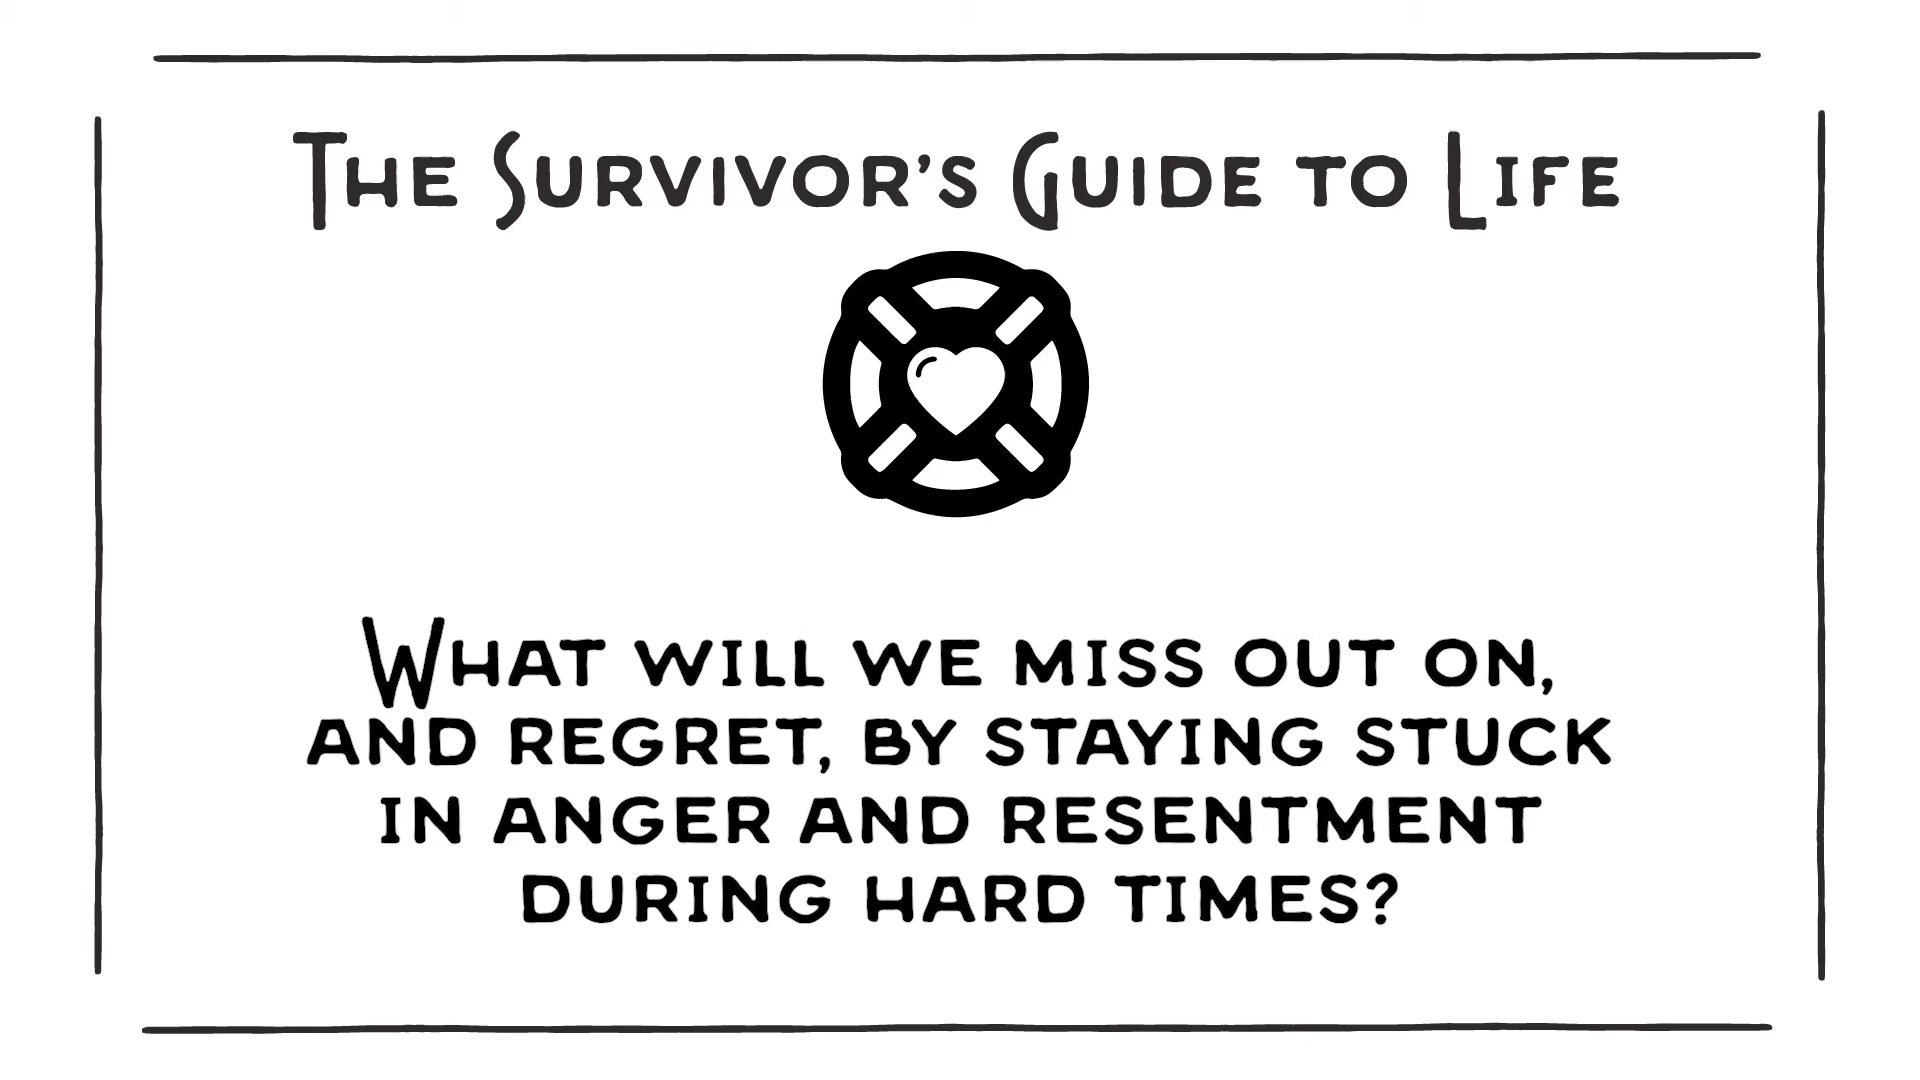 The Survivor's Guide to Life
What will we miss out on,
and regret, by staying stuck
in anger and resentment
during hard times?